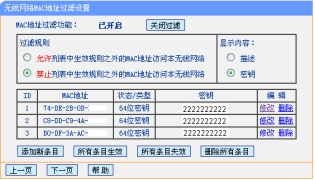 无线网络MAC地址过滤设置
MAC地址过滤功能： 已开启 关闭过滤
过滤规则 显示内容：
允许列表中生效规则之外的MAC地址访问本无线网络 描述
禁止列表中生效规则之外的MAC地址访问本无线网络 密钥
ID MAC地址 状态/类型 密钥 编 辑
1 74-DE-2B-0D- 64位密钥 2222222222 修改 删除
2 C8-DD-C9-4A- 64位密钥 2222222222 修改 删除
3 B0-DF-3A-AC- 64位密钥 2222222222 修改 删除
添加新条目 所有条目生效 所有条目失效 删除所有条目
上一页 下一页 帮 助